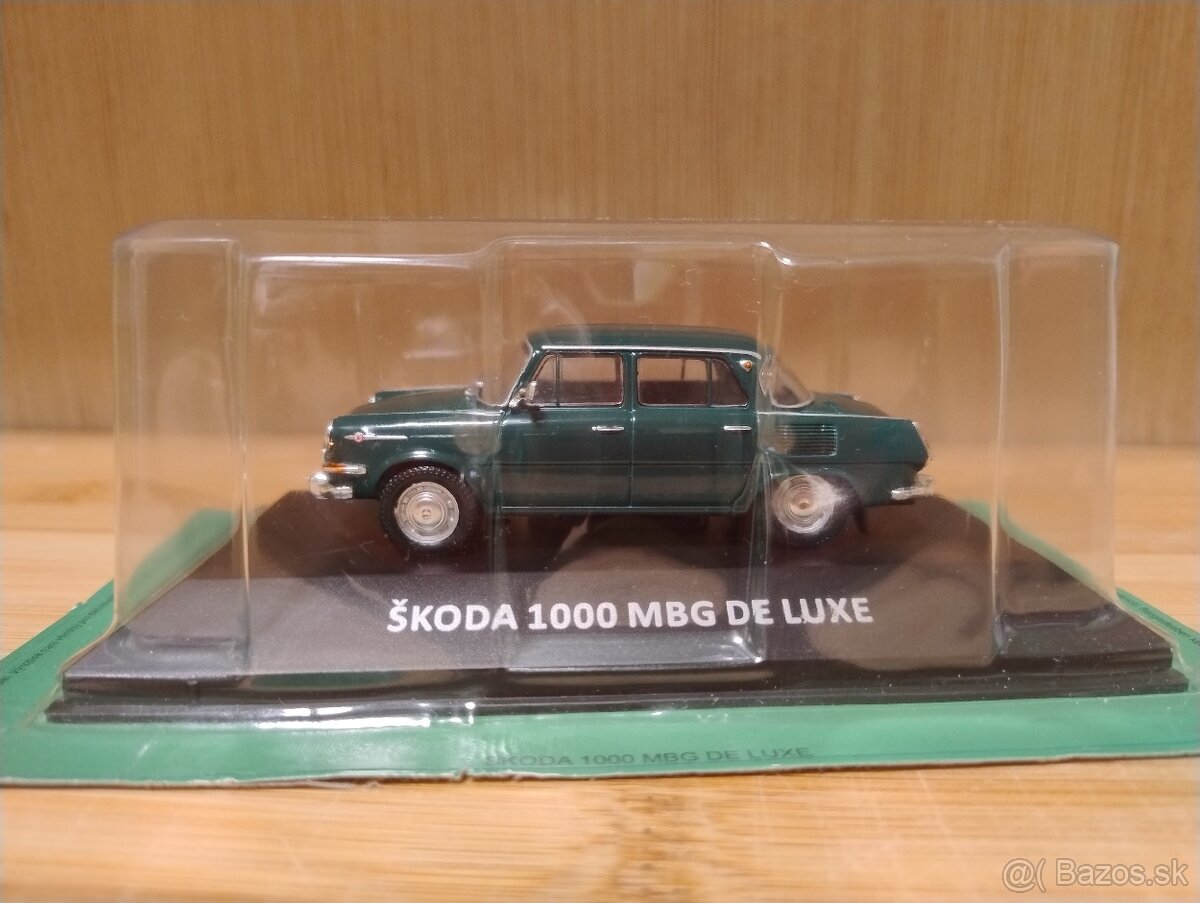 ŠKODA 1000 MBG DE LUXE
ŠKODA 1000 MBG DE LUXE
@( Bazos.sk